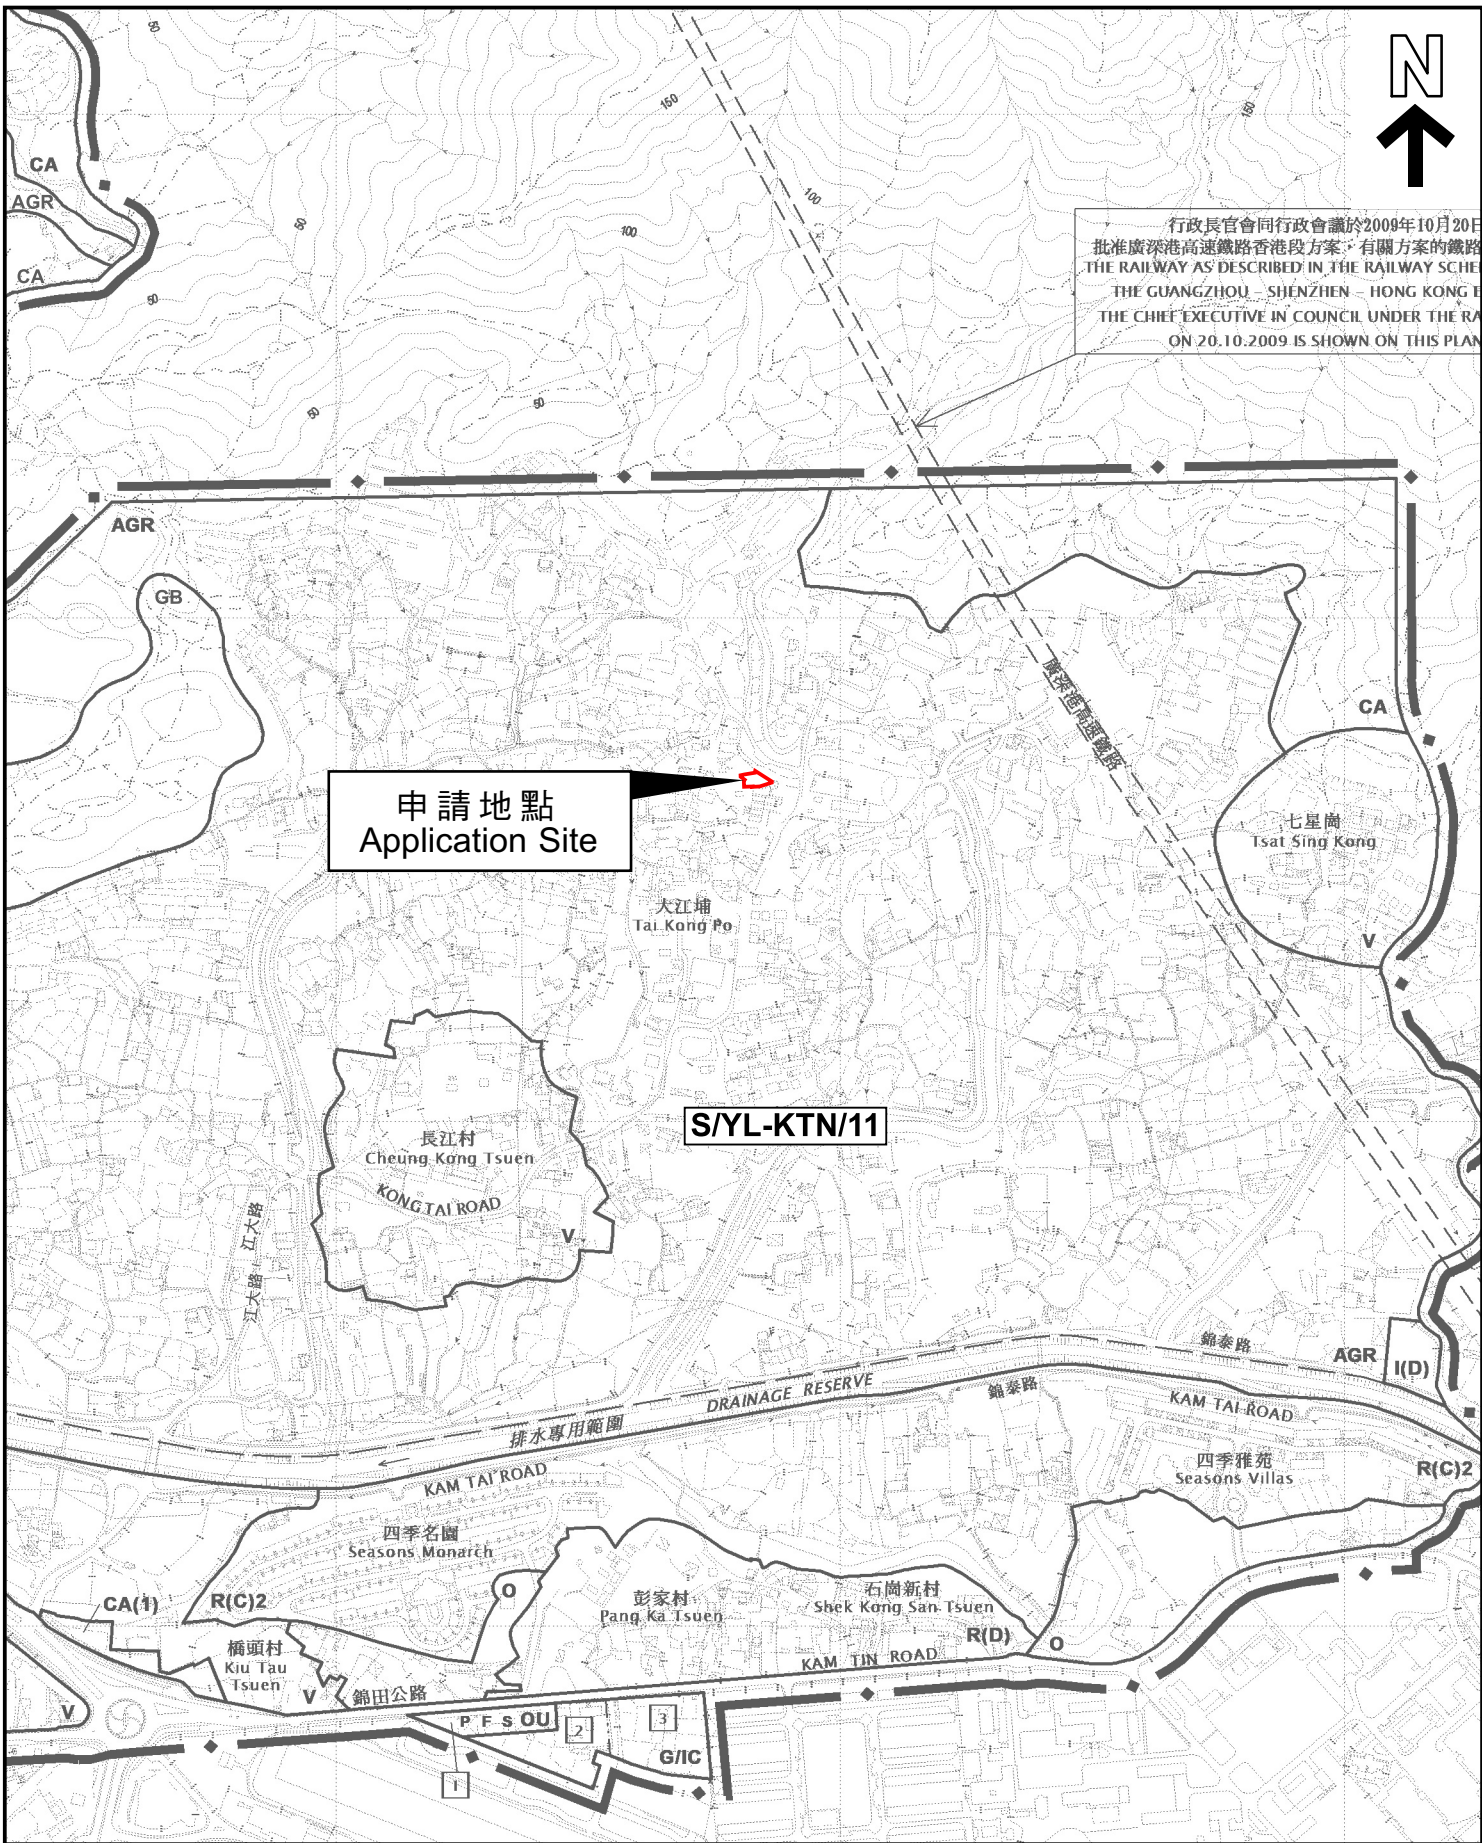 N
50
150
150
CA
AGR
50
100
100
行政長官會同行政會議於2009年10月20日
批准廣深港高速鐵路香港段方案，有關方案的鐵路
THE RAILWAY AS DESCRIBED IN THE RAILWAY SCHE
THE GUANGZHOU – SHENZHEN – HONG KONG E
THE CHIEF EXECUTIVE IN COUNCIL UNDER THE RA
ON 20.10.2009 IS SHOWN ON THIS PLAN
CA
50
50
50
AGR
GB
廣深港高速鐵路
CA
申請地點
Application Site
七星崗
Tsat Sing Kong
大江埔
Tai Kong Po
V
S/YL-KTN/11
長江村
Cheung Kong Tsuen
KONG TAI ROAD
V
江大路
江大路
錦泰路
AGR
I(D)
DRAINAGE RESERVE
排水專用範圍
錦泰路
KAM TAI ROAD
四季雅苑
Seasons Villas
R(C)2
KAM TAI ROAD
四季名園
Seasons Monarch
O
CA(1)
R(C)2
彭家村
Pang Ka Tsuen
石崗新村
Shek Kong San Tsuen
R(D)
O
橋頭村
Kiu Tau
Tsuen
V
KAM TIN ROAD
錦田公路
V
P F S OU
2
3
G/IC
1